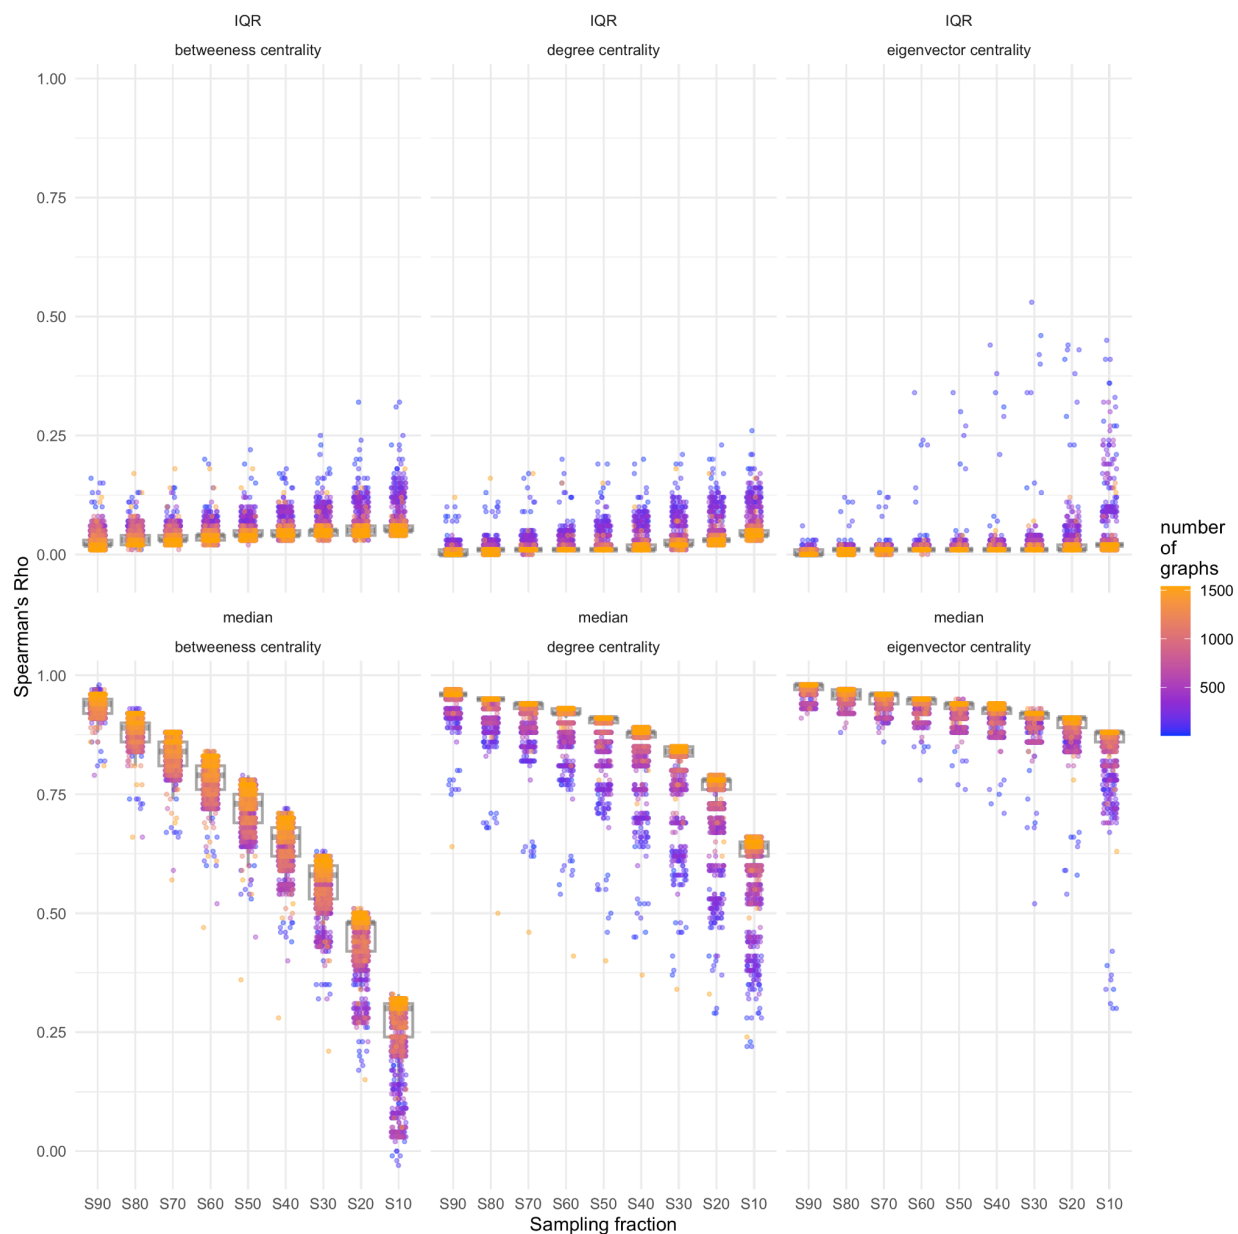 IQR
IQR
IQR
betweeness centrality
degree centrality
eigenvector centrality
1.00
0.75
0.50
0.25
0.00
median
median
median
betweeness centrality
degree centrality
eigenvector centrality
1.00
0.75
0.50
0.25
0.00
Spearman's Rho
S90 S80 S70 S60 S50 S40 S30 S20 S10
S90 S80 S70 S60 S50 S40 S30 S20 S10
S90 S80 S70 S60 S50 S40 S30 S20 S10
Sampling fraction
number
of
graphs
1500
1000
500